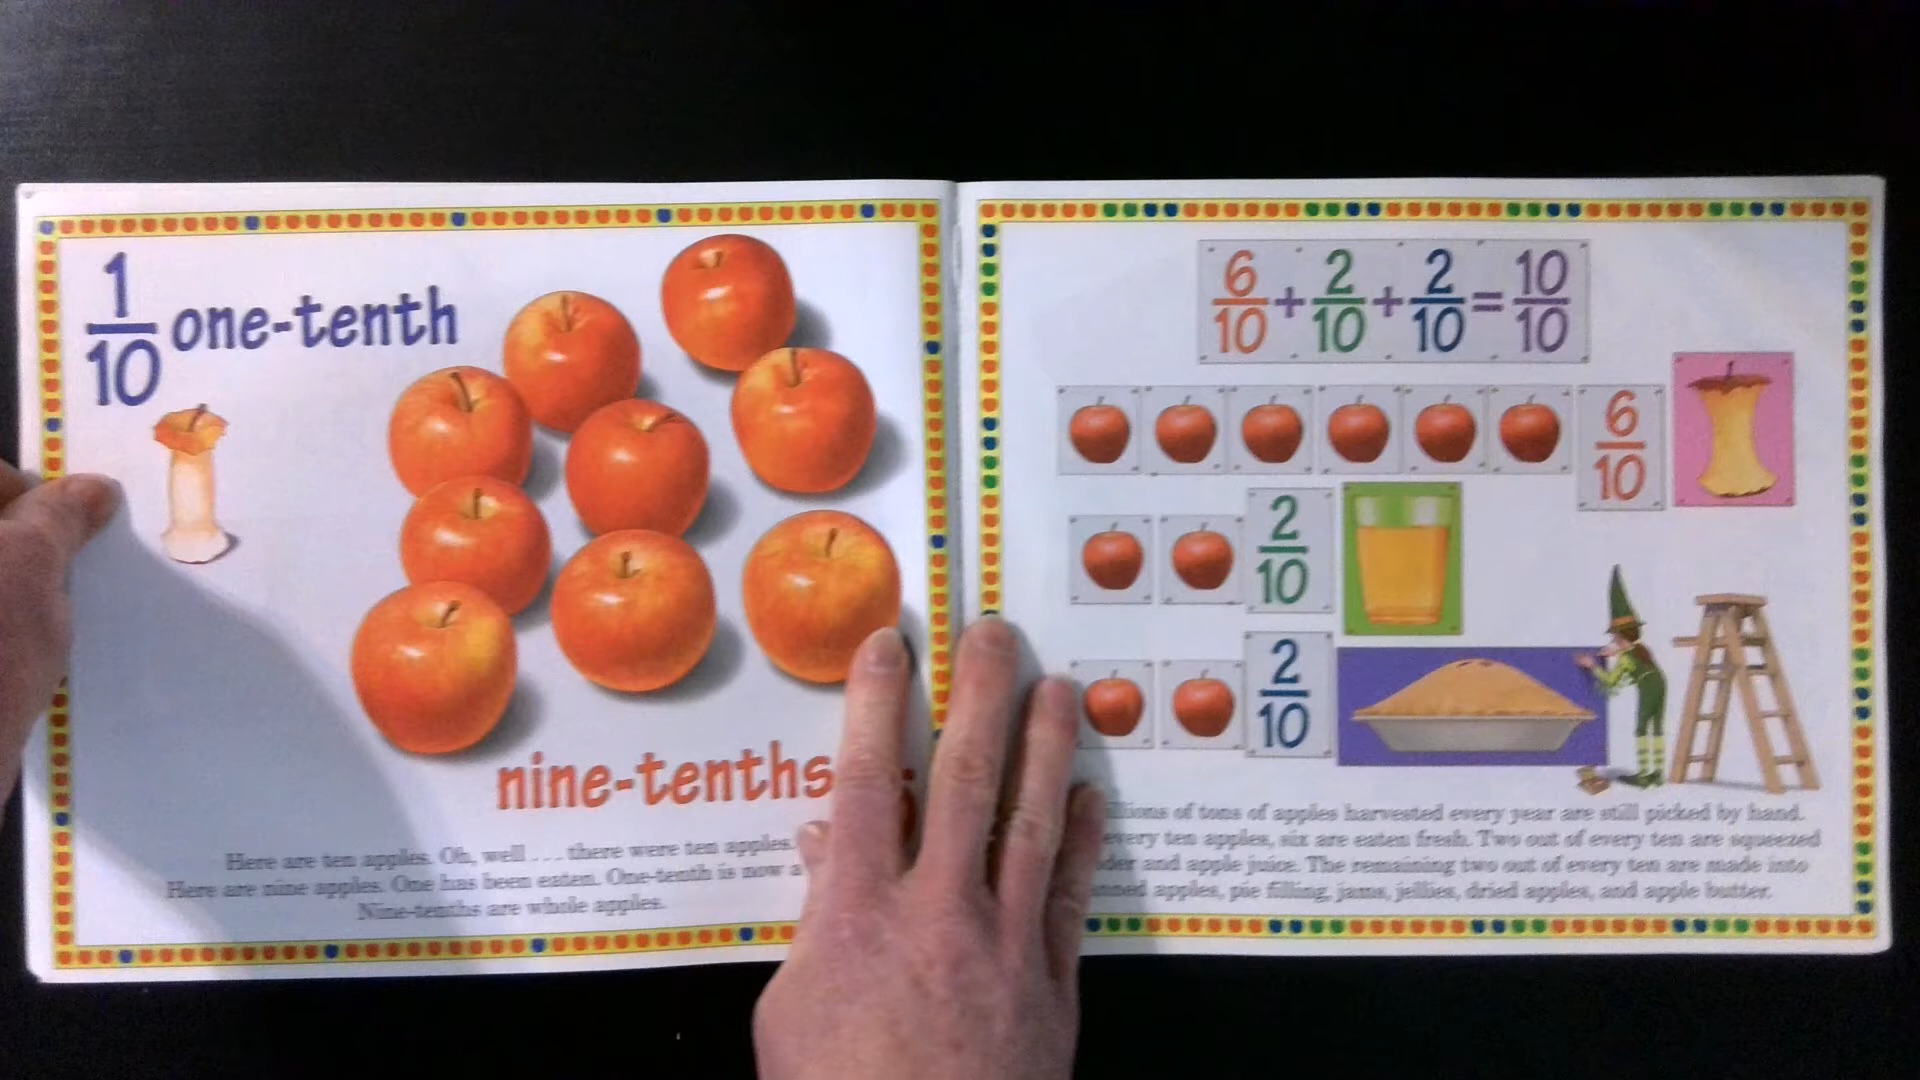 1
10
one-tenth
nine-tenths
Here are ten apples. Oh, well . . . there were ten apples.
Here are nine apples. One has been eaten. One-tenth is now a
Nine-tenths are whole apples.
6/10 + 2/10 + 2/10 = 10/10
6
10
2
10
2
10
of tons of apples harvested every year are still picked by hand.
every ten apples, six are eaten fresh. Two out of every ten are squeezed
and apple juice. The remaining two out of every ten are made into
apples, pie filling, jams, jellies, dried apples, and apple butter.